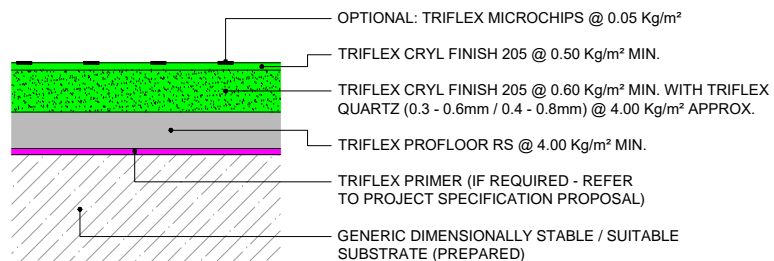 OPTIONAL: TRIFLEX MICROCHIPS @ 0.05 Kg/m²
TRIFLEX CRYL FINISH 205 @ 0.50 Kg/m² MIN.
TRIFLEX CRYL FINISH 205 @ 0.60 Kg/m² MIN. WITH TRIFLEX
QUARTZ (0.3 - 0.6mm / 0.4 - 0.8mm) @ 4.00 Kg/m² APPROX.
TRIFLEX PROFLOOR RS @ 4.00 Kg/m² MIN.
TRIFLEX PRIMER (IF REQUIRED - REFER
TO PROJECT SPECIFICATION PROPOSAL)
GENERIC DIMENSIONALLY STABLE / SUITABLE
SUBSTRATE (PREPARED)